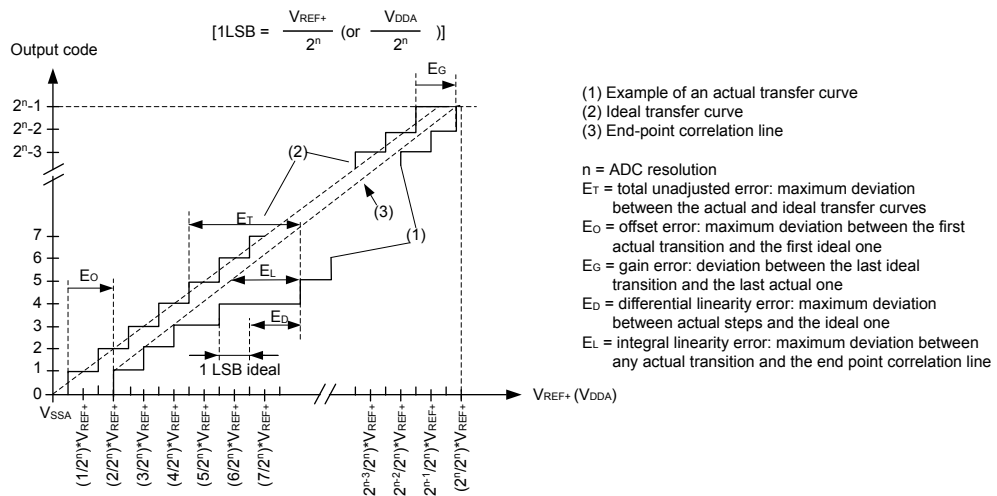 [1LSB = VREF+ / 2ⁿ (or VDDA / 2ⁿ )]
Output code
EG
2ⁿ-1
2ⁿ-2
2ⁿ-3
(2)
(3)
ET
(1)
7
6
5
4
3
2
1
0
EO
EL
ED
1 LSB ideal
VSSA
(1/2ⁿ)*VREF+
(2/2ⁿ)*VREF+
(3/2ⁿ)*VREF+
(4/2ⁿ)*VREF+
(5/2ⁿ)*VREF+
(6/2ⁿ)*VREF+
(7/2ⁿ)*VREF+
2ⁿ⁻³/2ⁿ)*VREF+
2ⁿ⁻²/2ⁿ)*VREF+
2ⁿ⁻¹/2ⁿ)*VREF+
(2ⁿ/2ⁿ)*VREF+
VREF+ (VDDA)
(1) Example of an actual transfer curve
(2) Ideal transfer curve
(3) End-point correlation line
n = ADC resolution
ET = total unadjusted error: maximum deviation
between the actual and ideal transfer curves
EO = offset error: maximum deviation between the first
actual transition and the first ideal one
EG = gain error: deviation between the last ideal
transition and the last actual one
ED = differential linearity error: maximum deviation
between actual steps and the ideal one
EL = integral linearity error: maximum deviation between
any actual transition and the end point correlation line